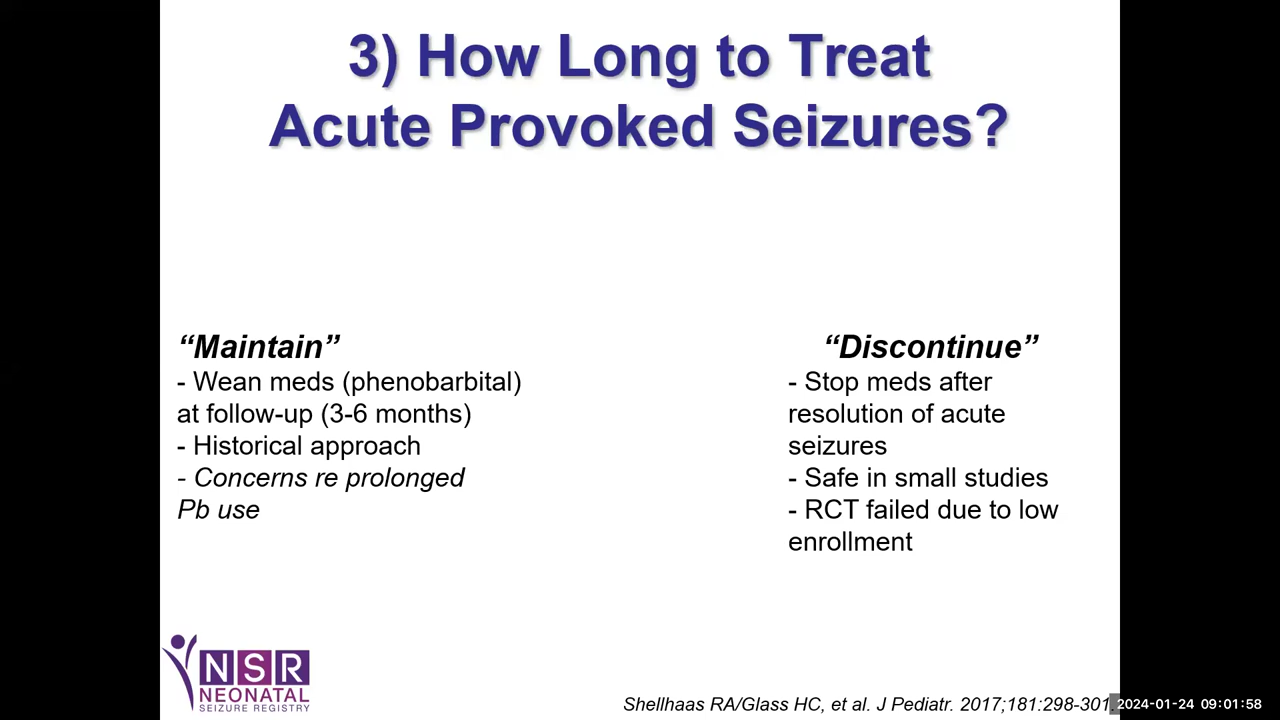 3) How Long to Treat
Acute Provoked Seizures?
“Maintain”
- Wean meds (phenobarbital)
at follow-up (3-6 months)
- Historical approach
- Concerns re prolonged
Pb use
“Discontinue”
- Stop meds after
resolution of acute
seizures
- Safe in small studies
- RCT failed due to low
enrollment
NSR
NEONATAL
SEIZURE REGISTRY
Shellhaas RA/Glass HC, et al. J Pediatr. 2017;181:298-301.
2024-01-24 09:01:58